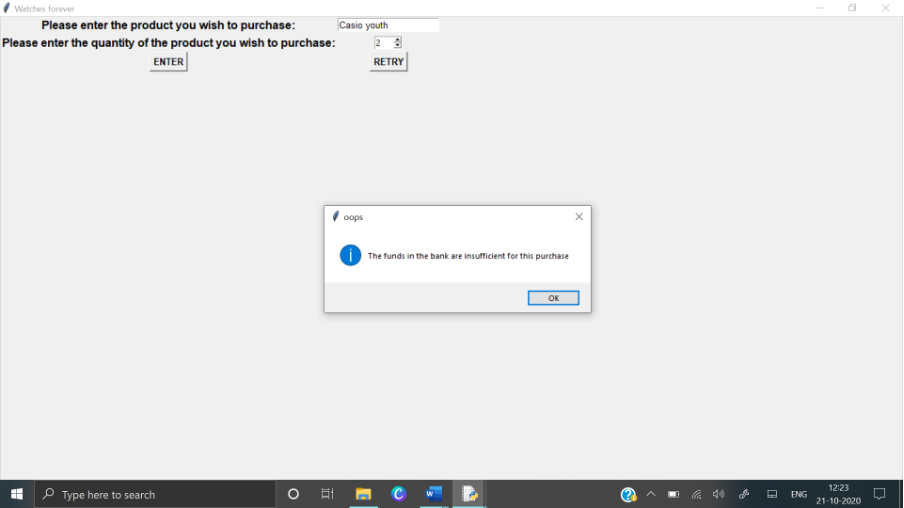 Watches forever
Please enter the product you wish to purchase: Casio youth
Please enter the quantity of the product you wish to purchase: 2
ENTER RETRY
oops
The funds in the bank are insufficient for this purchase
OK
Type here to search
ENG
12:23
21-10-2020